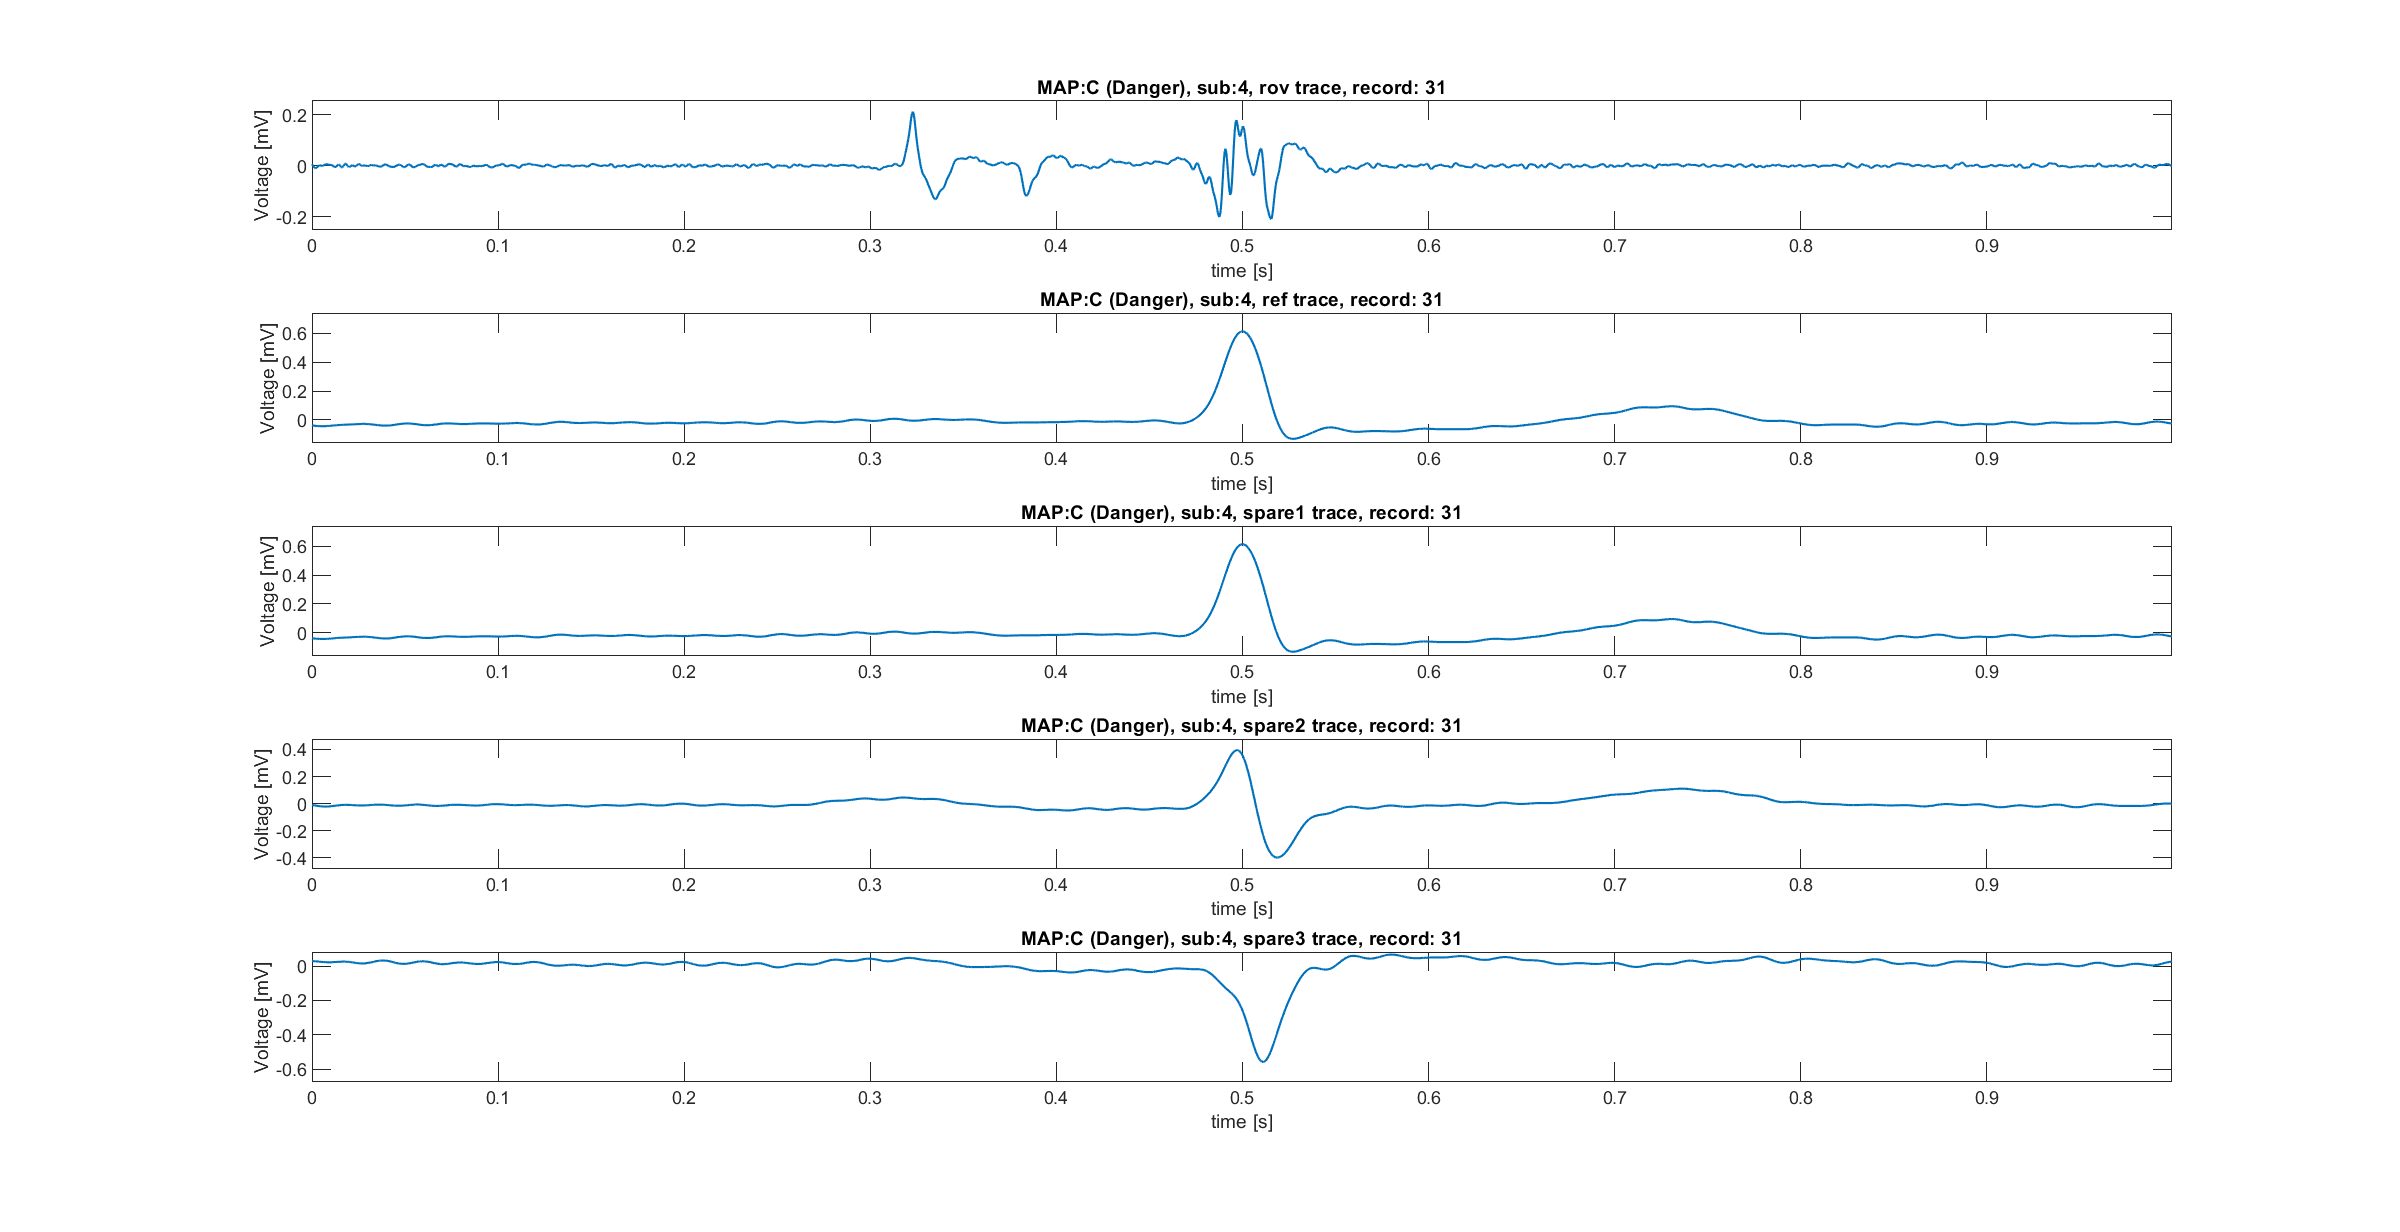 MAP:C (Danger), sub:4, rov trace, record: 31
Voltage [mV]
0.2
0
-0.2
0 0.1 0.2 0.3 0.4 0.5 0.6 0.7 0.8 0.9
time [s]
MAP:C (Danger), sub:4, ref trace, record: 31
Voltage [mV]
0.6
0.4
0.2
0
0 0.1 0.2 0.3 0.4 0.5 0.6 0.7 0.8 0.9
time [s]
MAP:C (Danger), sub:4, spare1 trace, record: 31
Voltage [mV]
0.6
0.4
0.2
0
0 0.1 0.2 0.3 0.4 0.5 0.6 0.7 0.8 0.9
time [s]
MAP:C (Danger), sub:4, spare2 trace, record: 31
Voltage [mV]
0.4
0.2
0
-0.2
-0.4
0 0.1 0.2 0.3 0.4 0.5 0.6 0.7 0.8 0.9
time [s]
MAP:C (Danger), sub:4, spare3 trace, record: 31
Voltage [mV]
0
-0.2
-0.4
-0.6
0 0.1 0.2 0.3 0.4 0.5 0.6 0.7 0.8 0.9
time [s]